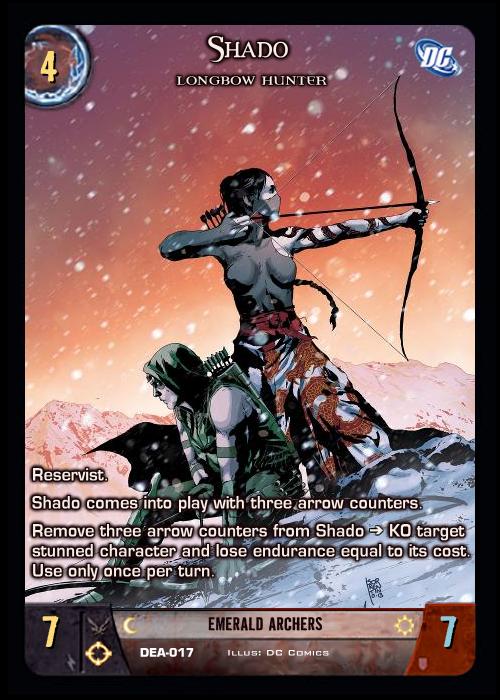 4
SHADO
DC
LONGBOW HUNTER
Reservist.
Shado comes into play with three arrow counters.
Remove three arrow counters from Shado → KO target
stunned character and lose endurance equal to its cost.
Use only once per turn.
7
EMERALD ARCHERS
7
DEA-017
ILLUS: DC COMICS